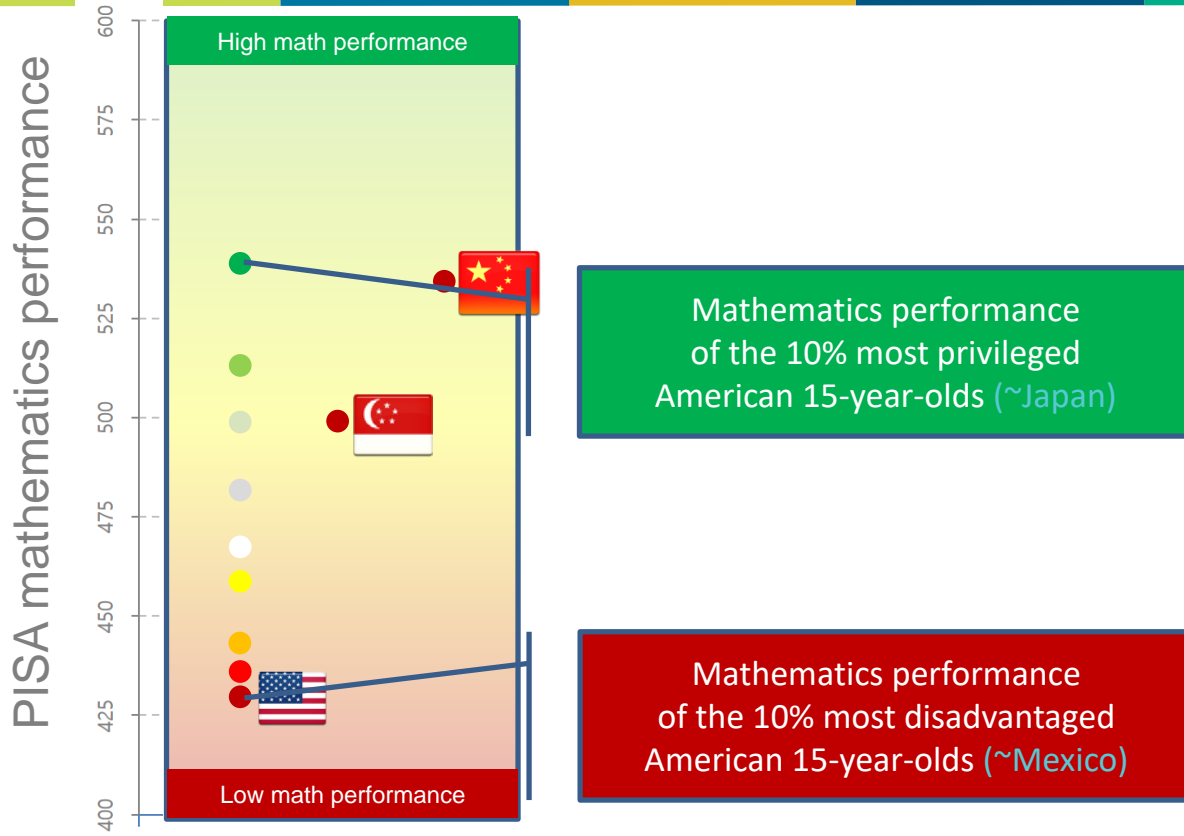 PISA mathematics performance
600
575
550
525
500
475
450
425
400
High math performance
Mathematics performance
of the 10% most privileged
American 15-year-olds (~Japan)
Mathematics performance
of the 10% most disadvantaged
American 15-year-olds (~Mexico)
Low math performance